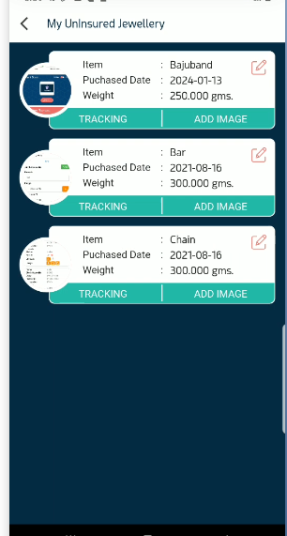 My UnInsured Jewellery
Item : Bajuband
Puchased Date : 2024-01-13
Weight : 250.000 gms.
TRACKING ADD IMAGE
Item : Bar
Puchased Date : 2021-08-16
Weight : 300.000 gms.
TRACKING ADD IMAGE
Item : Chain
Puchased Date : 2021-08-16
Weight : 300.000 gms.
TRACKING ADD IMAGE